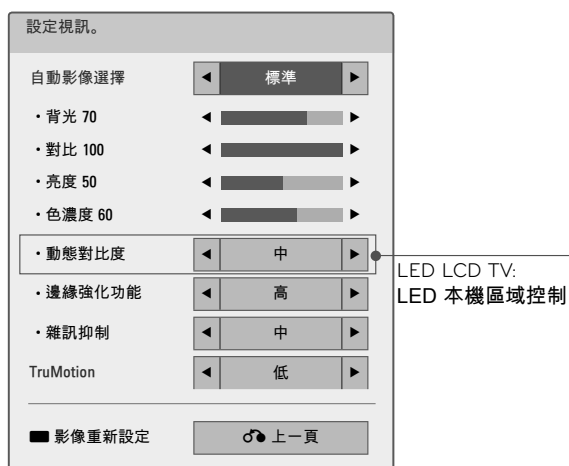 設定視訊。
自動影像選擇 ◀ 標準 ▶
・背光 70 ◀ ▶
・對比 100 ◀ ▶
・亮度 50 ◀ ▶
・色濃度 60 ◀ ▶
・動態對比度 ◀ 中 ▶
LED LCD TV:
LED 本機區域控制
・邊緣強化功能 ◀ 高 ▶
・雜訊抑制 ◀ 中 ▶
TruMotion ◀ 低 ▶
影像重新設定 上一頁